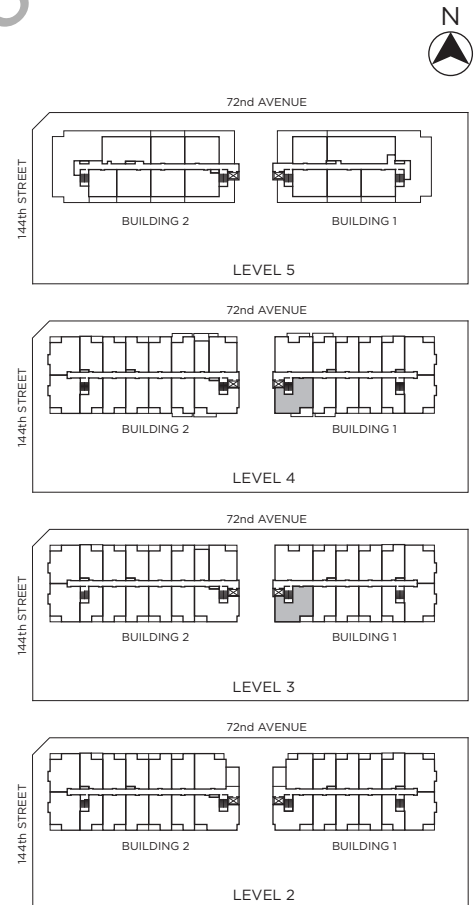 N
72nd AVENUE
144th STREET
BUILDING 2
BUILDING 1
LEVEL 5
72nd AVENUE
144th STREET
BUILDING 2
BUILDING 1
LEVEL 4
72nd AVENUE
144th STREET
BUILDING 2
BUILDING 1
LEVEL 3
72nd AVENUE
144th STREET
BUILDING 2
BUILDING 1
LEVEL 2